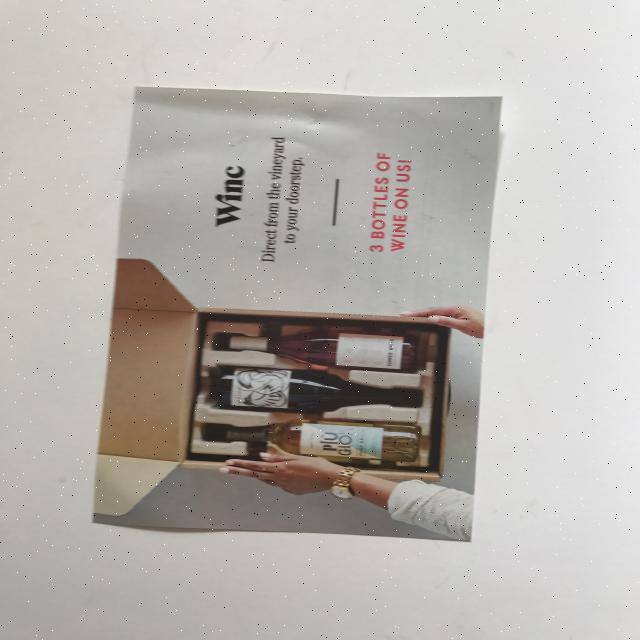 Winc
Direct from the vineyard
to your doorstep.
3 BOTTLES OF
WINE ON US!
PIU
GIO